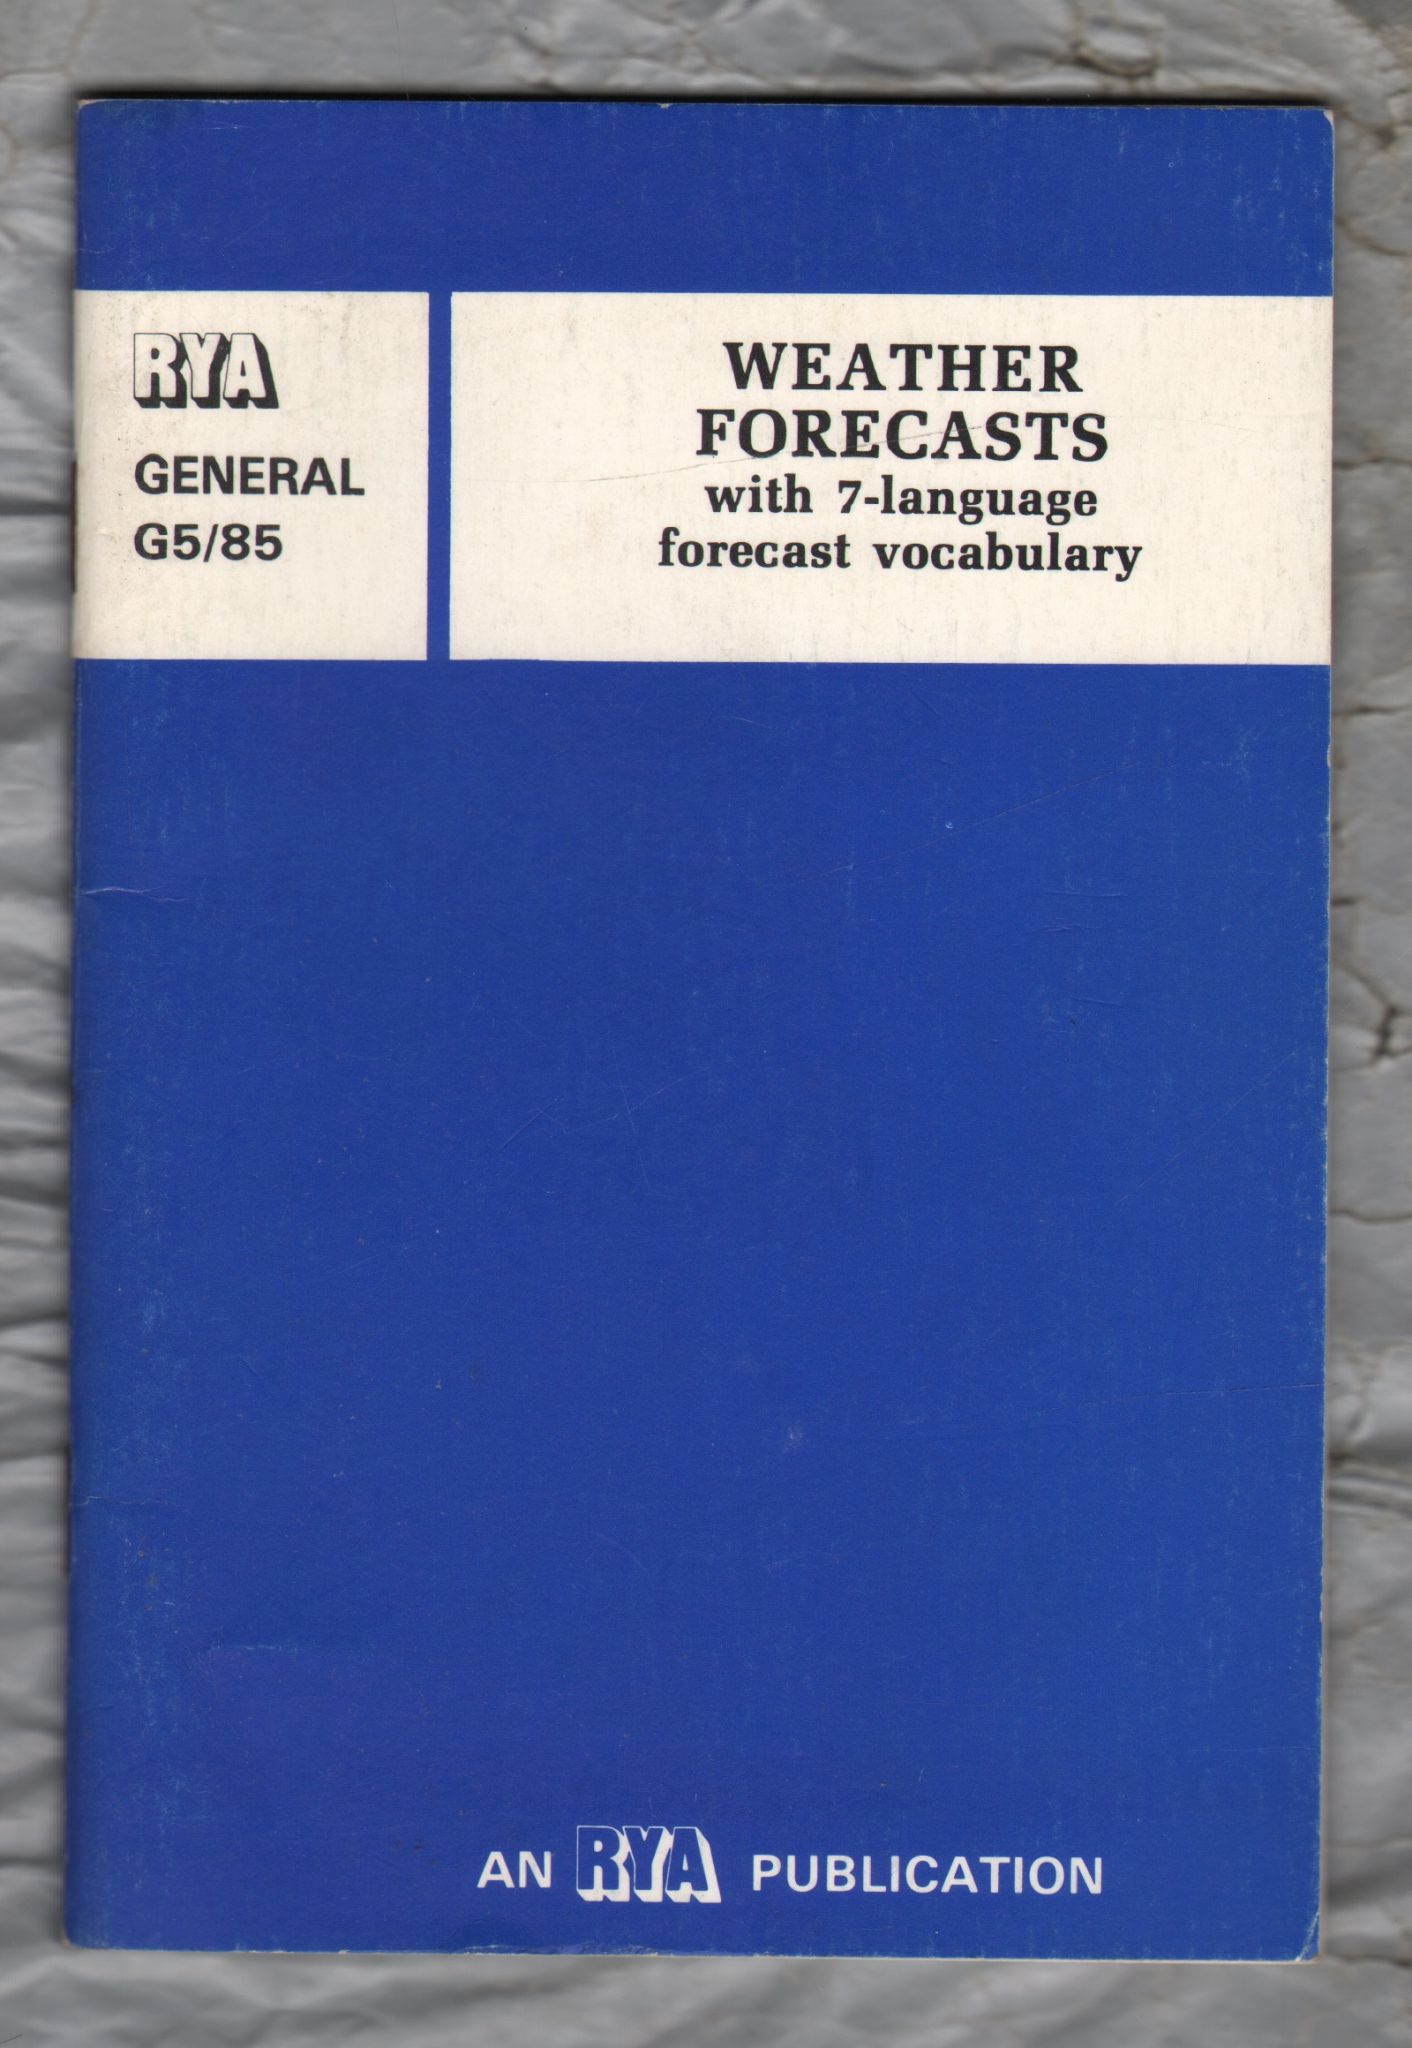 RYA
GENERAL
G5/85
WEATHER
FORECASTS
with 7-language
forecast vocabulary
AN RYA PUBLICATION